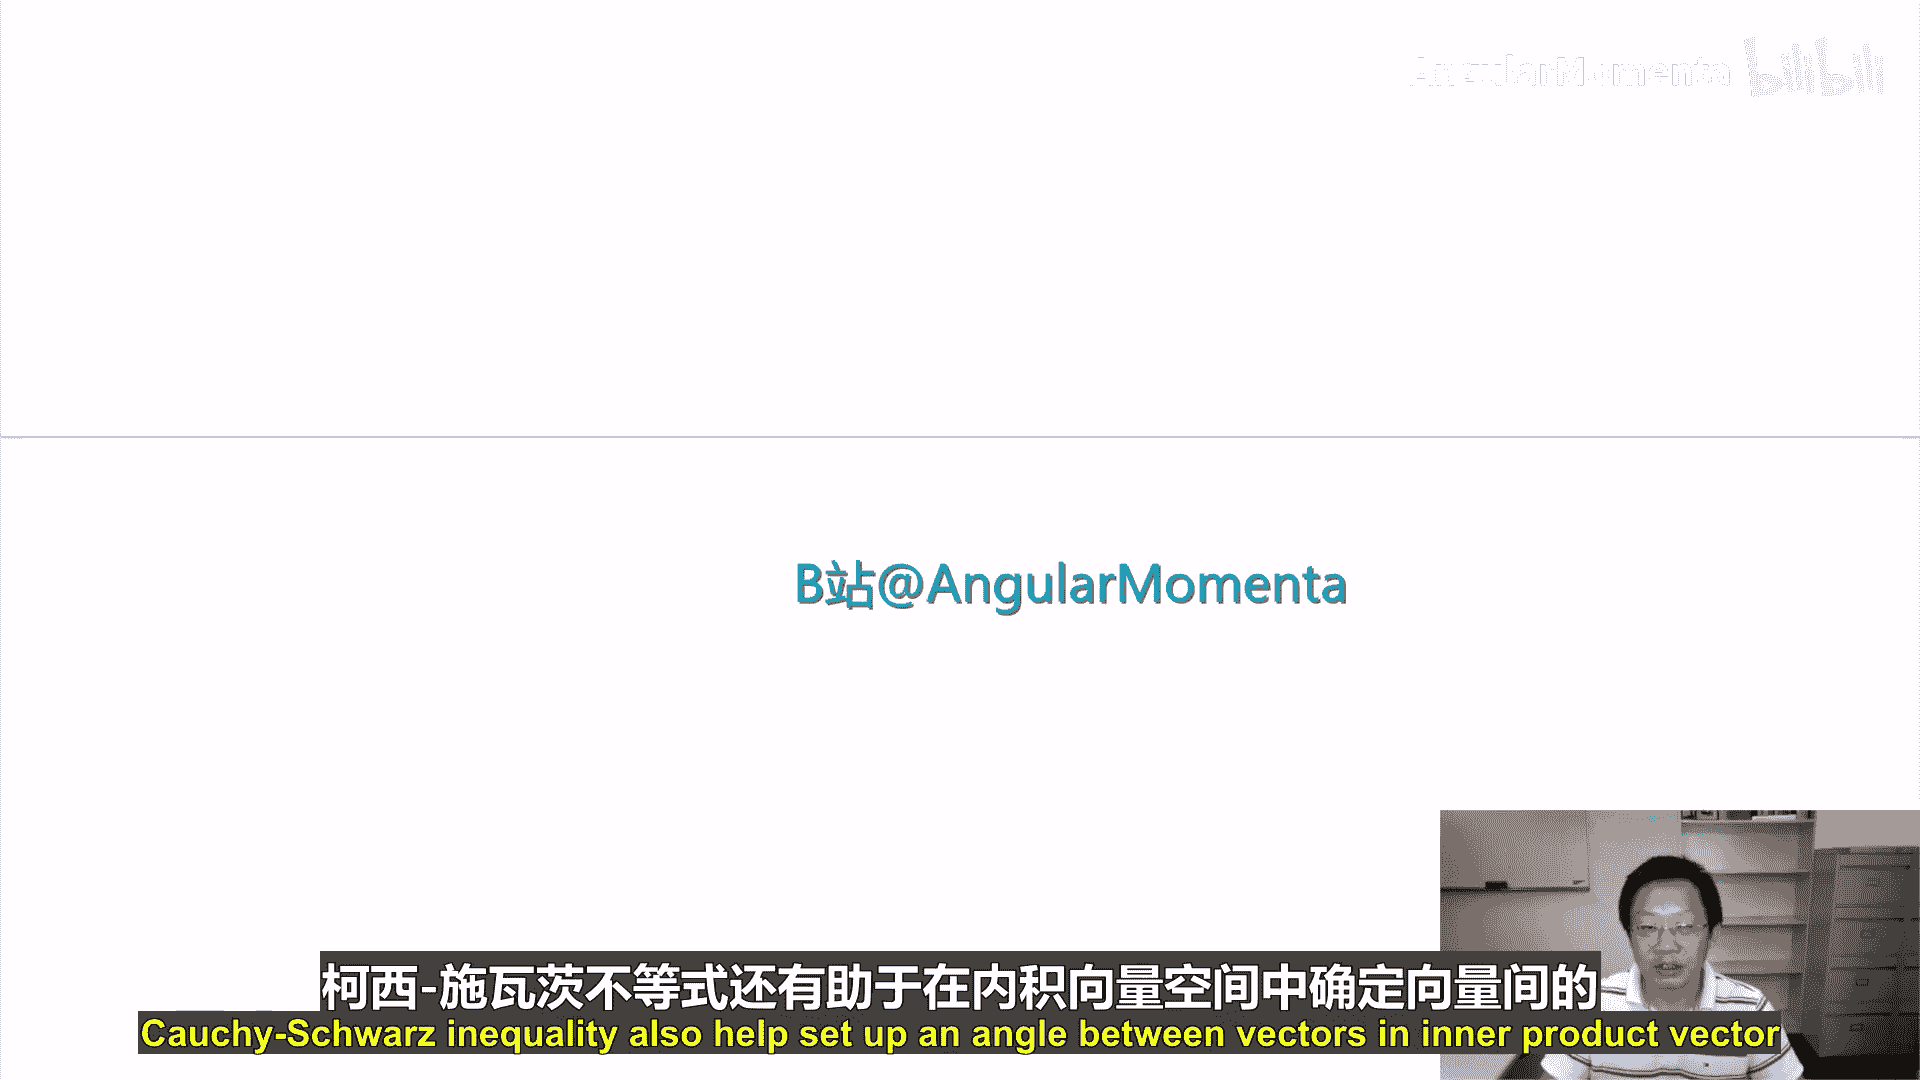 AngularMomenta bilibili
B站@AngularMomenta
柯西-施瓦茨不等式还有助于在内积向量空间中确定向量间的
Cauchy-Schwarz inequality also help set up an angle between vectors in inner product vector